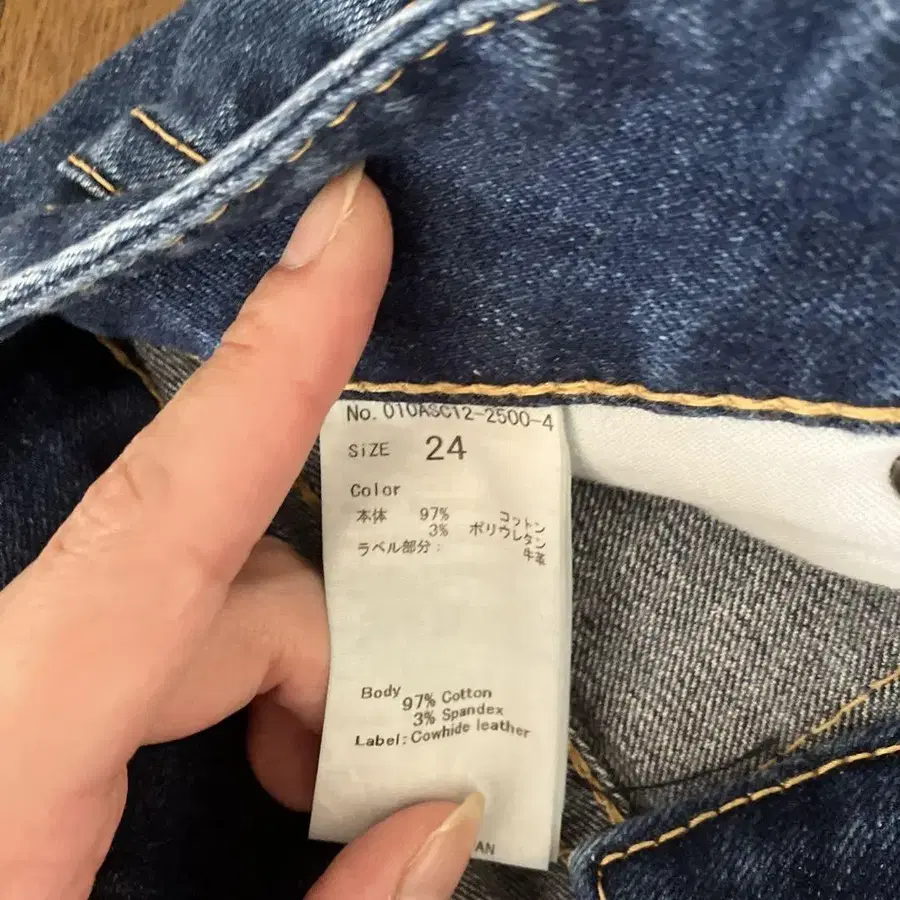 No. 010ASC12-2500-4
SiZE 24
Color
本体 97% コットン
3% ポリウレタン
ラベル部分: 牛革
Body 97% Cotton
3% Spandex
Label: Cowhide leather